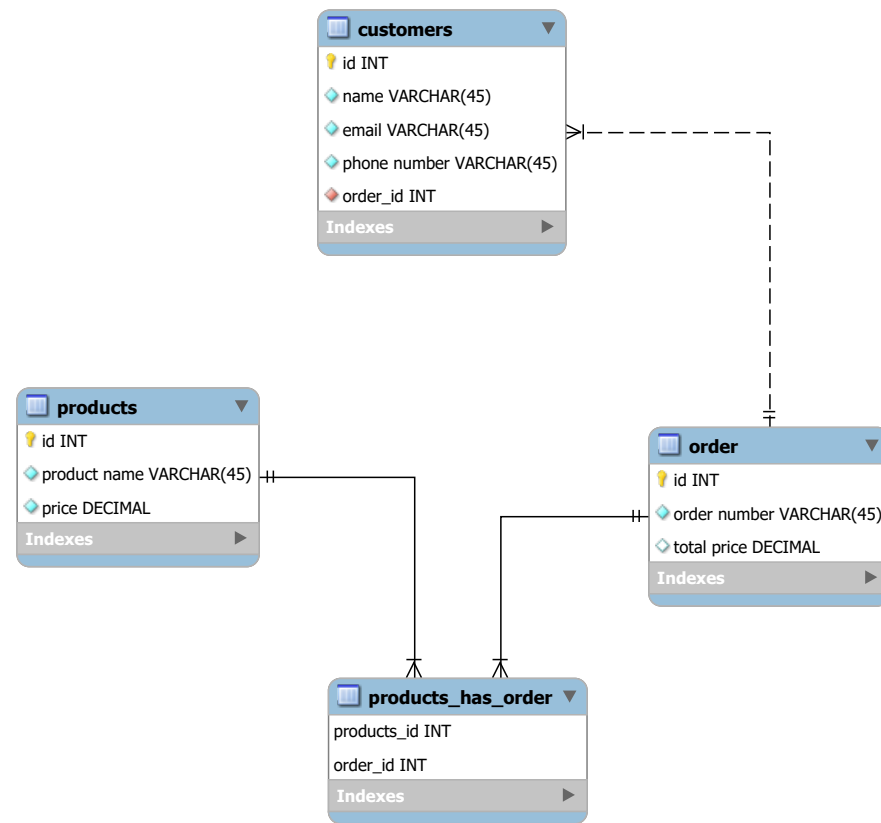 customers
id INT
name VARCHAR(45)
email VARCHAR(45)
phone number VARCHAR(45)
order_id INT
Indexes
products
id INT
product name VARCHAR(45)
price DECIMAL
Indexes
order
id INT
order number VARCHAR(45)
total price DECIMAL
Indexes
products_has_order
products_id INT
order_id INT
Indexes